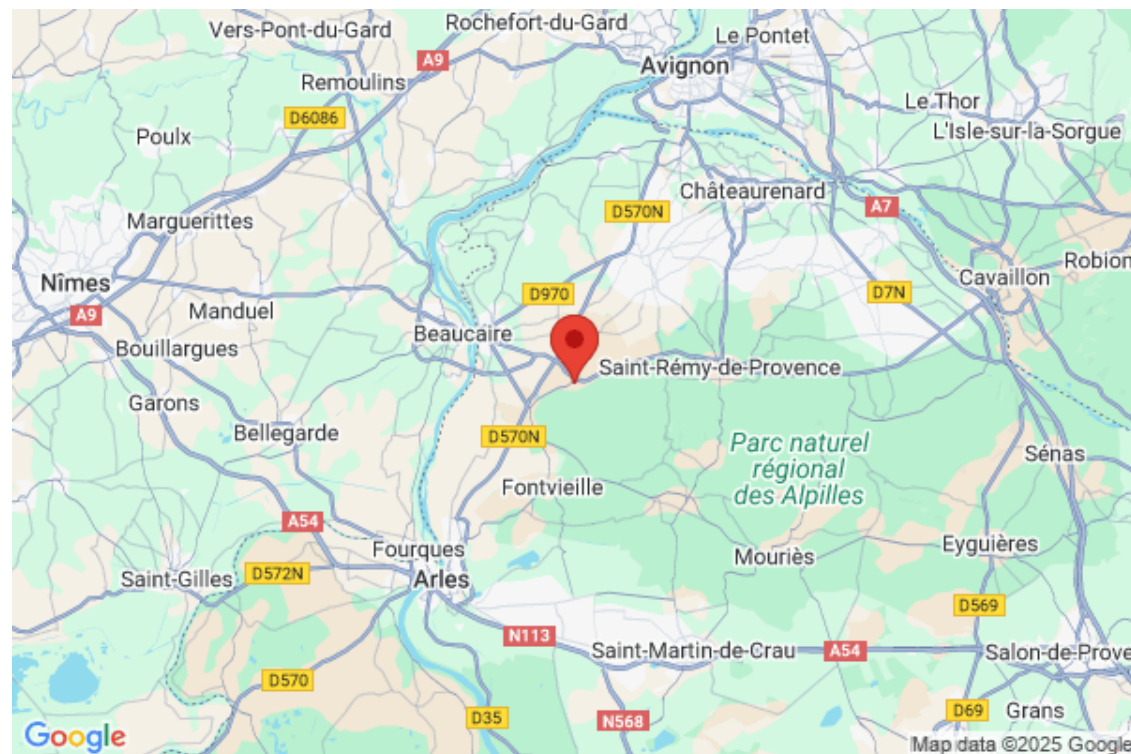 Rochefort-du-Gard
Vers-Pont-du-Gard
Le Pontet
A9
Avignon
Remoulins
Le Thor
D6086
L'Isle-sur-la-Sorgue
Poulx
Châteaurenard
A7
D570N
Marguerittes
Robion
Nîmes
Cavaillon
D970
D7N
A9
Manduel
Beaucaire
Bouillargues
Saint-Rémy-de-Provence
Garons
Bellegarde
D570N
Parc naturel
régional
des Alpilles
Sénas
Fontvieille
A54
Fourques
Eyguières
Mouriès
Saint-Gilles
D572N
Arles
D569
N113
Saint-Martin-de-Crau
A54
Salon-de-Prove
D570
D35
N568
D69
Grans
Google
Map data ©2025 Google